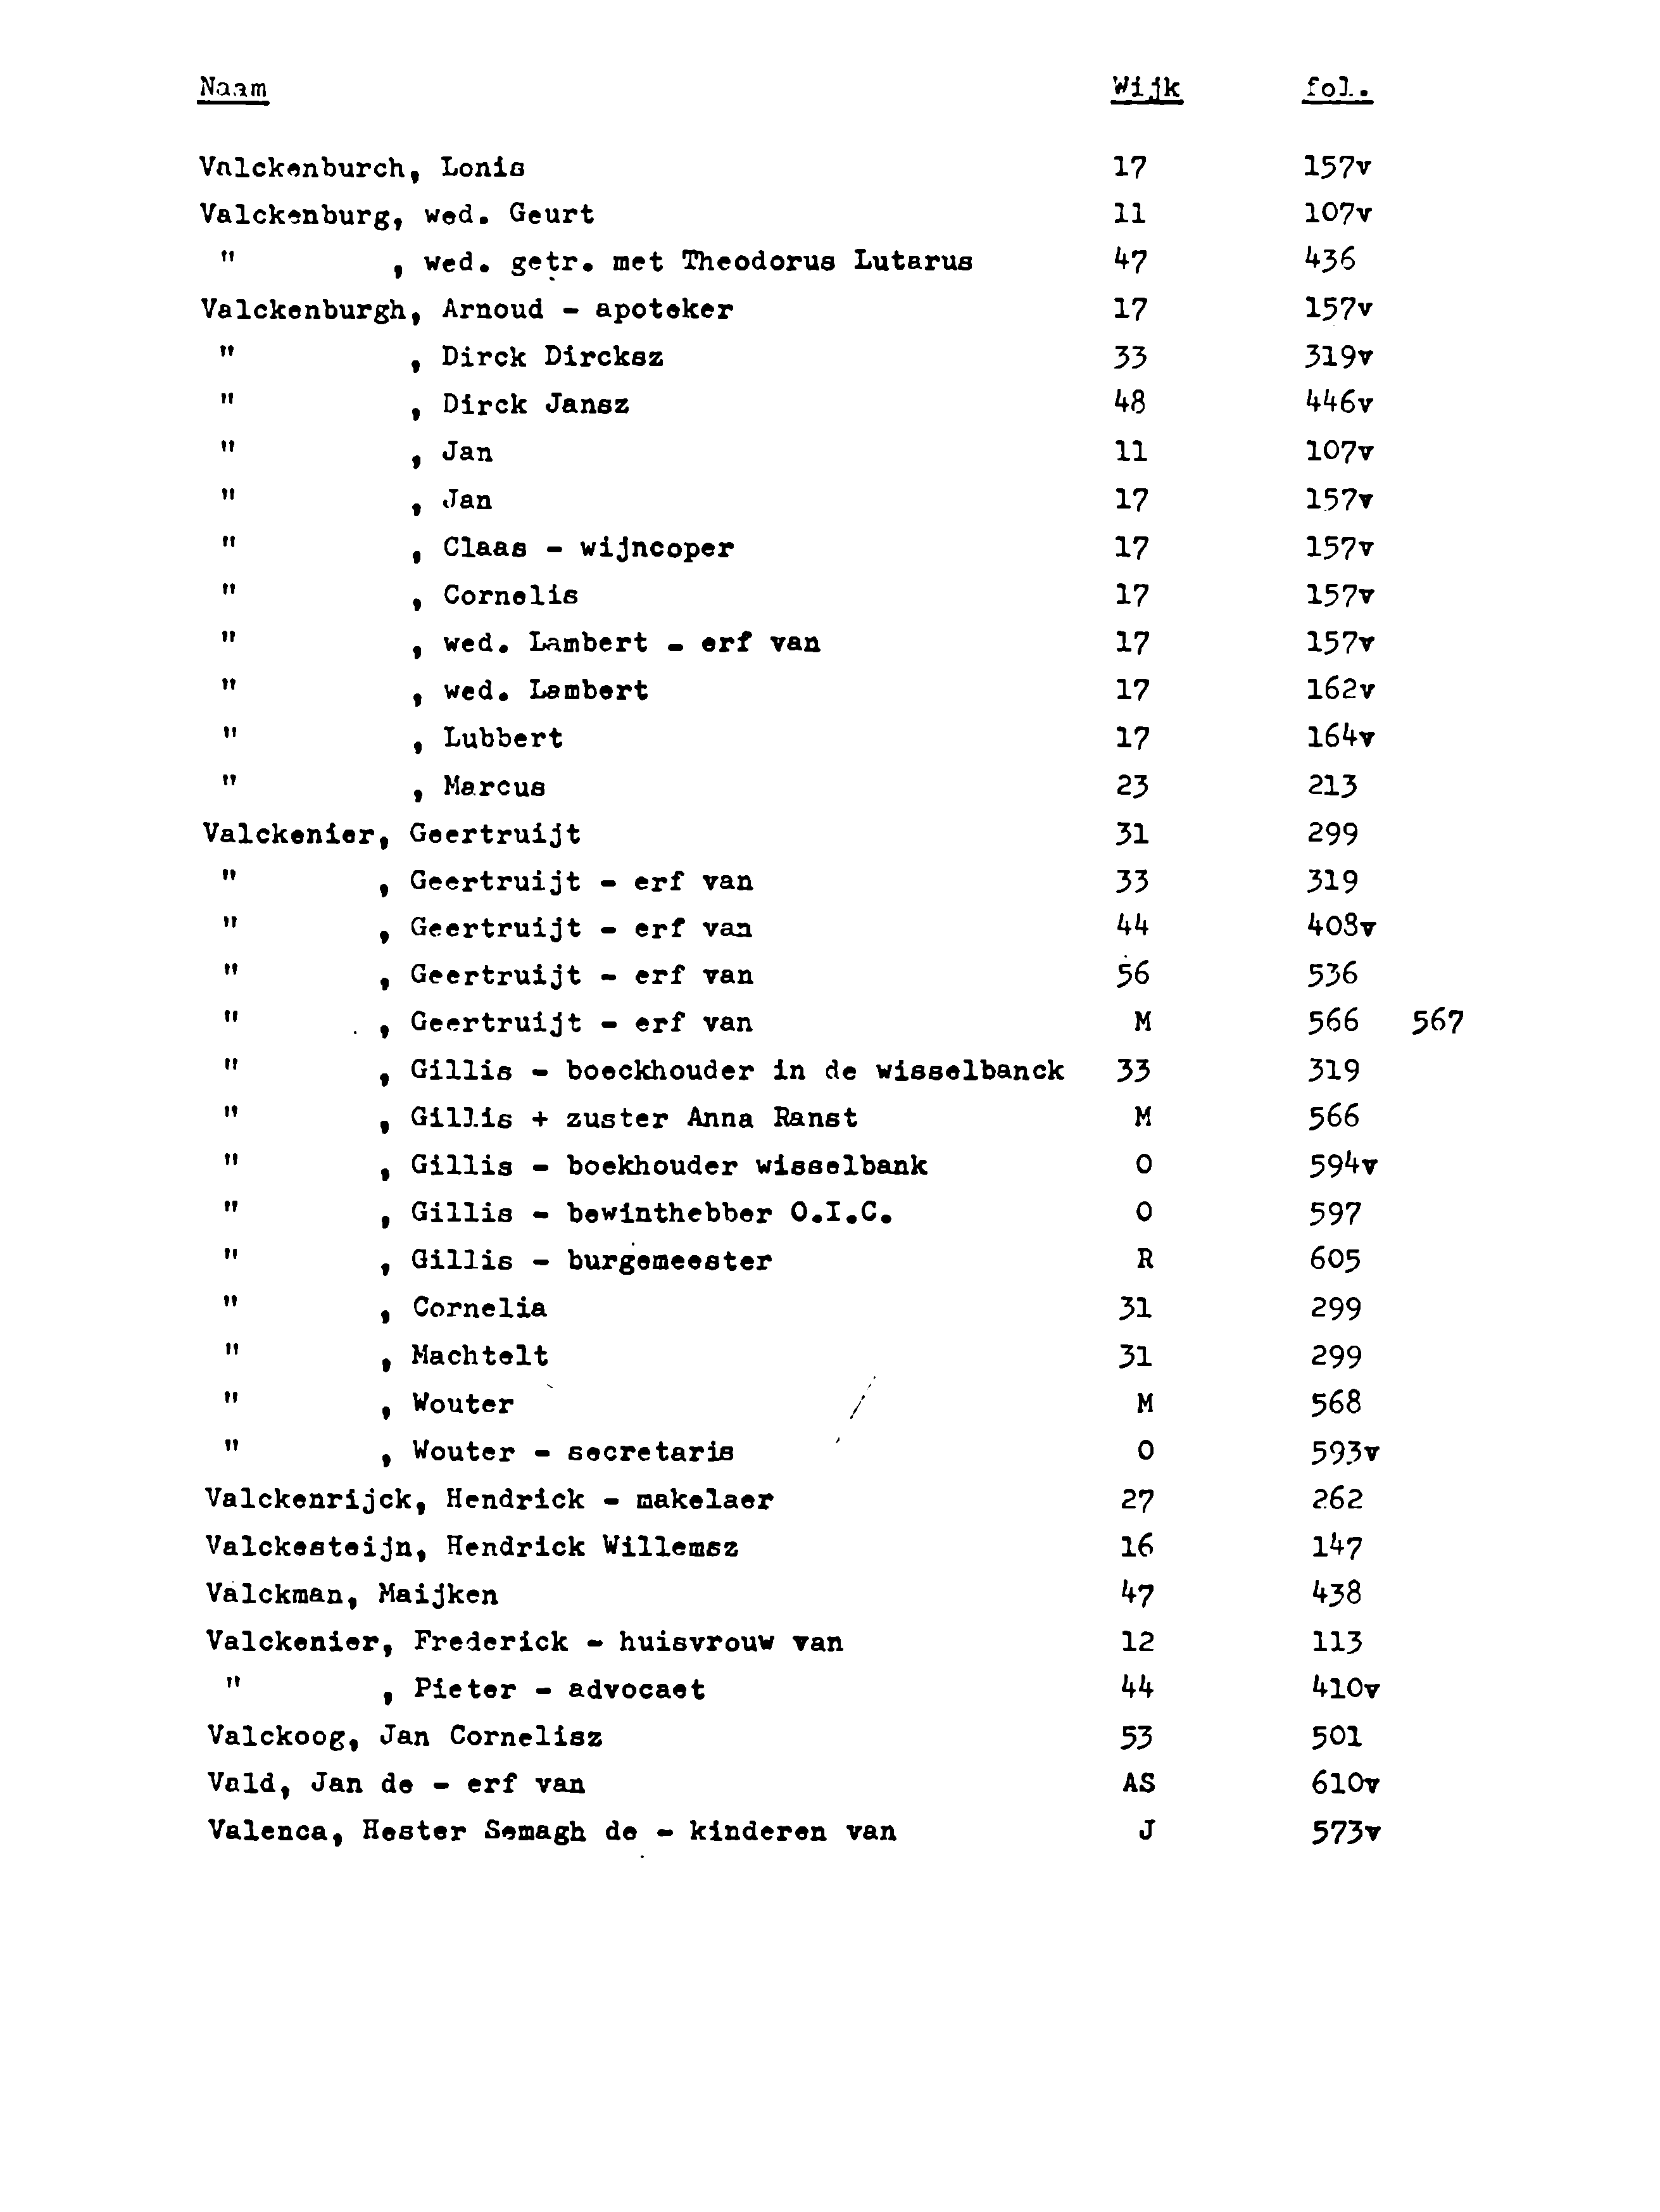 Naam Wijk fol.
Valckenburch, Lonis 17 157v
Valckenburg, wed. Geurt 11 107v
" , wed. getr. met Theodorus Lutarus 47 436
Valckenburgh, Arnoud - apoteker 17 157v
" , Dirck Dircksz 33 319v
" , Dirck Jansz 48 446v
" , Jan 11 107v
" , Jan 17 157v
" , Claas - wijncoper 17 157v
" , Cornelis 17 157v
" , wed. Lambert - erf van 17 157v
" , wed. Lambert 17 162v
" , Lubbert 17 164v
" , Marcus 23 213
Valckenier, Geertruijt 31 299
" , Geertruijt - erf van 33 319
" , Geertruijt - erf van 44 408v
" , Geertruijt - erf van 56 536
" , Geertruijt - erf van M 566 567
" , Gillis - boeckhouder in de wisselbanck 33 319
" , Gillis + zuster Anna Ranst M 566
" , Gillis - boekhouder wisselbank O 594v
" , Gillis - bewinthebber O.I.C. O 597
" , Gillis - burgemeester R 605
" , Cornelia 31 299
" , Machtelt 31 299
" , Wouter M 568
" , Wouter - secretaris O 593v
Valckenrijck, Hendrick - makelaer 27 262
Valckesteijn, Hendrick Willemsz 16 147
Valckman, Maijken 47 438
Valckenier, Frederick - huisvrouw van 12 113
" , Pieter - advocaet 44 410v
Valckoog, Jan Cornelisz 53 501
Vald, Jan de - erf van AS 610v
Valenca, Hester Semagh de - kinderen van J 573v